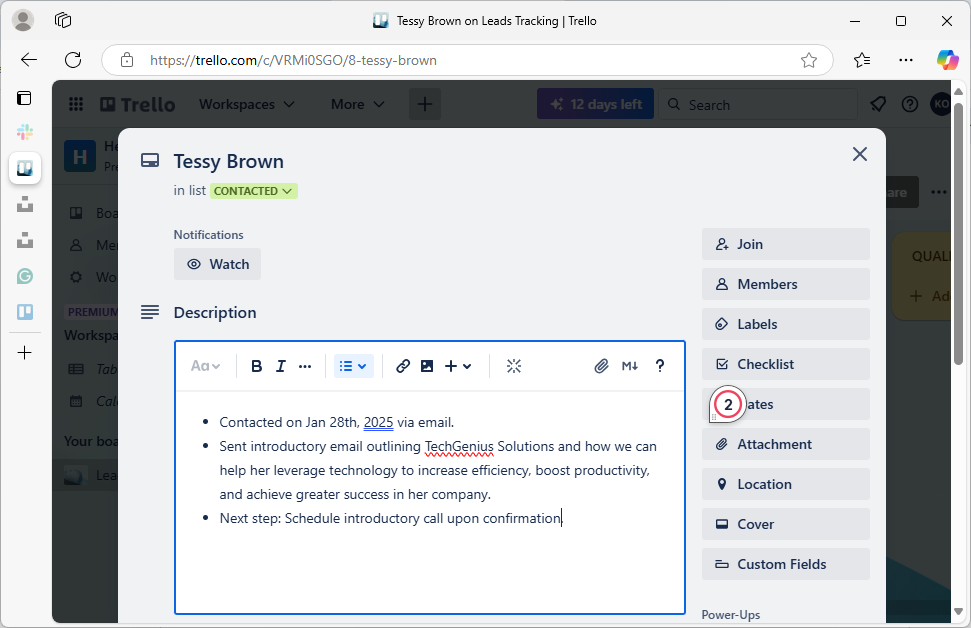 Tessy Brown on Leads Tracking | Trello
https://trello.com/c/VRMi0SGO/8-tessy-brown
Trello
Workspaces
More
12 days left
Search
KO
H
He
Pre
Tessy Brown
in list CONTACTED
Notifications
Watch
Description
Aa
B I
M
?
Contacted on Jan 28th, 2025 via email.
Sent introductory email outlining TechGenius Solutions and how we can
help her leverage technology to increase efficiency, boost productivity,
and achieve greater success in her company.
Next step: Schedule introductory call upon confirmation.
Join
Members
Labels
Checklist
2
ates
Attachment
Location
Cover
Custom Fields
Power-Ups
Boa
Me
Wo
PREMIUM
Workspa
Tab
Cal
Your boa
Lea
are
QUALI
Ad